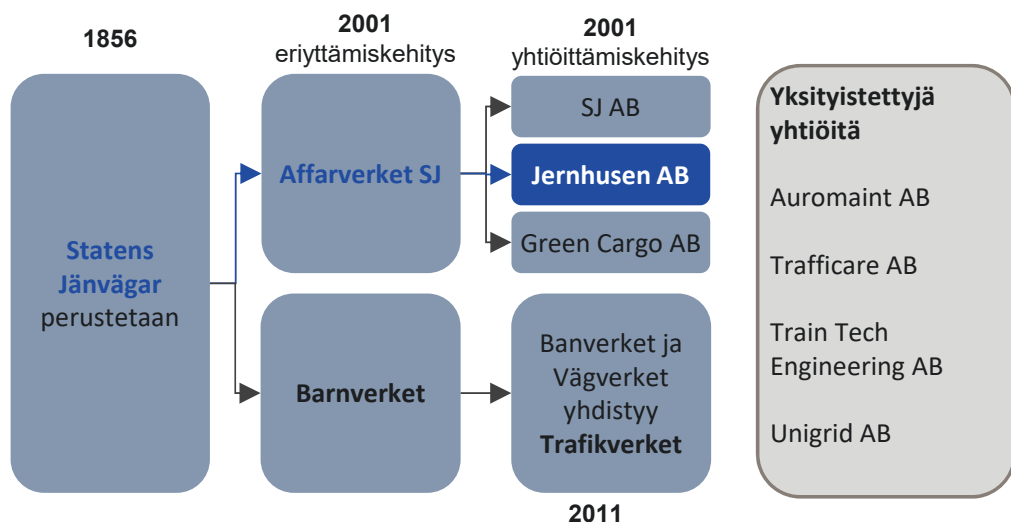 1856
2001
eriyttämiskehitys
2001
yhtiöittämiskehitys
Statens
Jänvägar
perustetaan
Affarverket SJ
Barnverket
SJ AB
Jernhusen AB
Green Cargo AB
Banverket ja
Vägverket
yhdistyy
Trafikverket
2011
Yksityistettyjä
yhtiöitä
Auromaint AB
Trafficare AB
Train Tech
Engineering AB
Unigrid AB